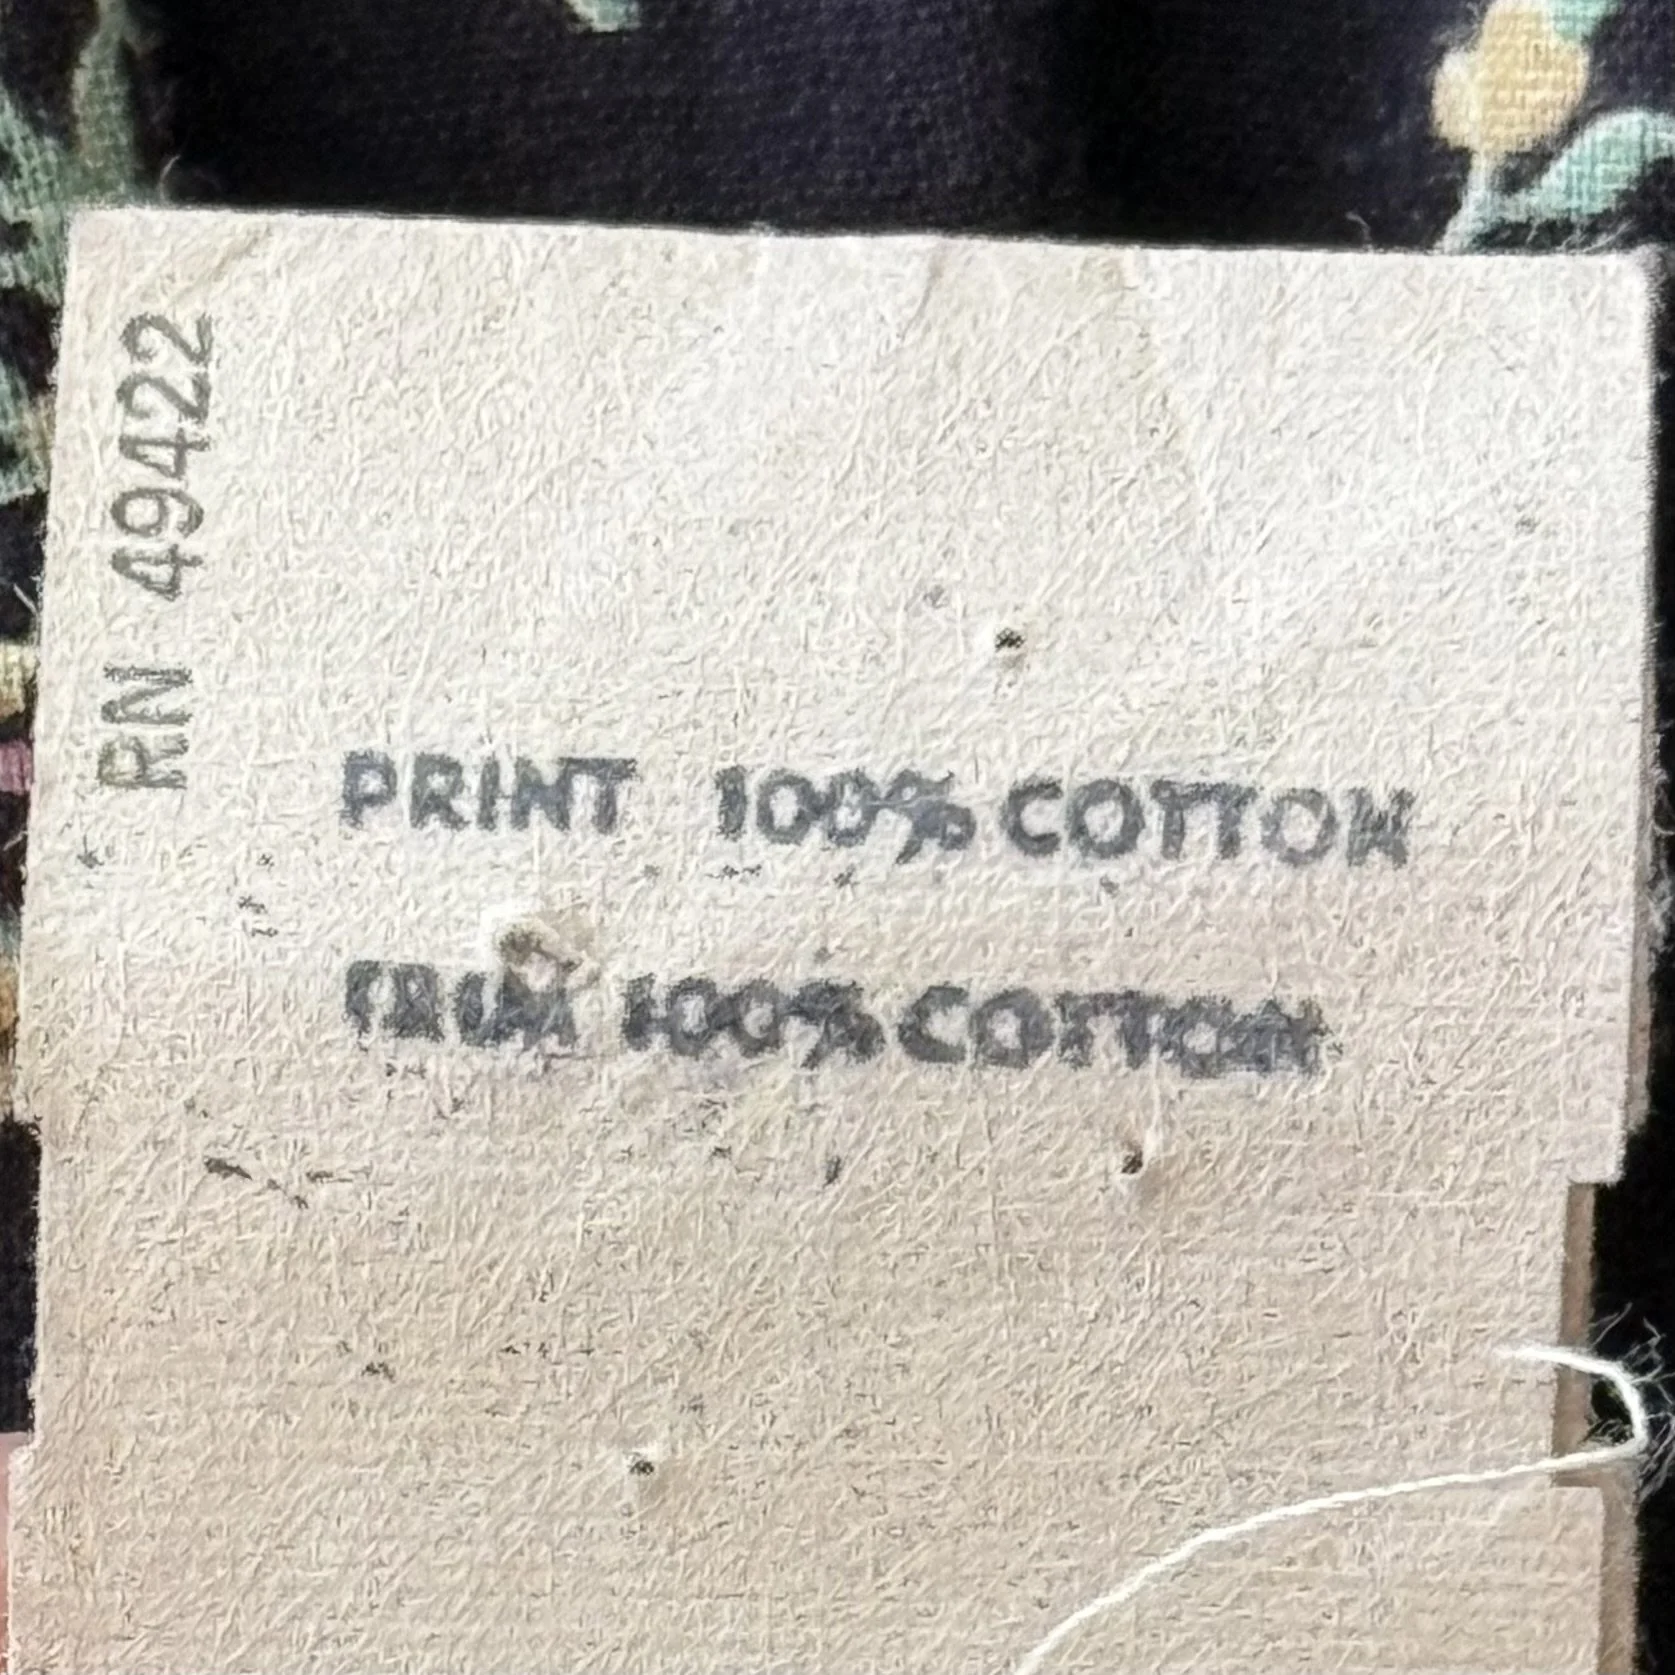 RN 49422
PRINT 100% COTTON
TRIM 100% COTTON